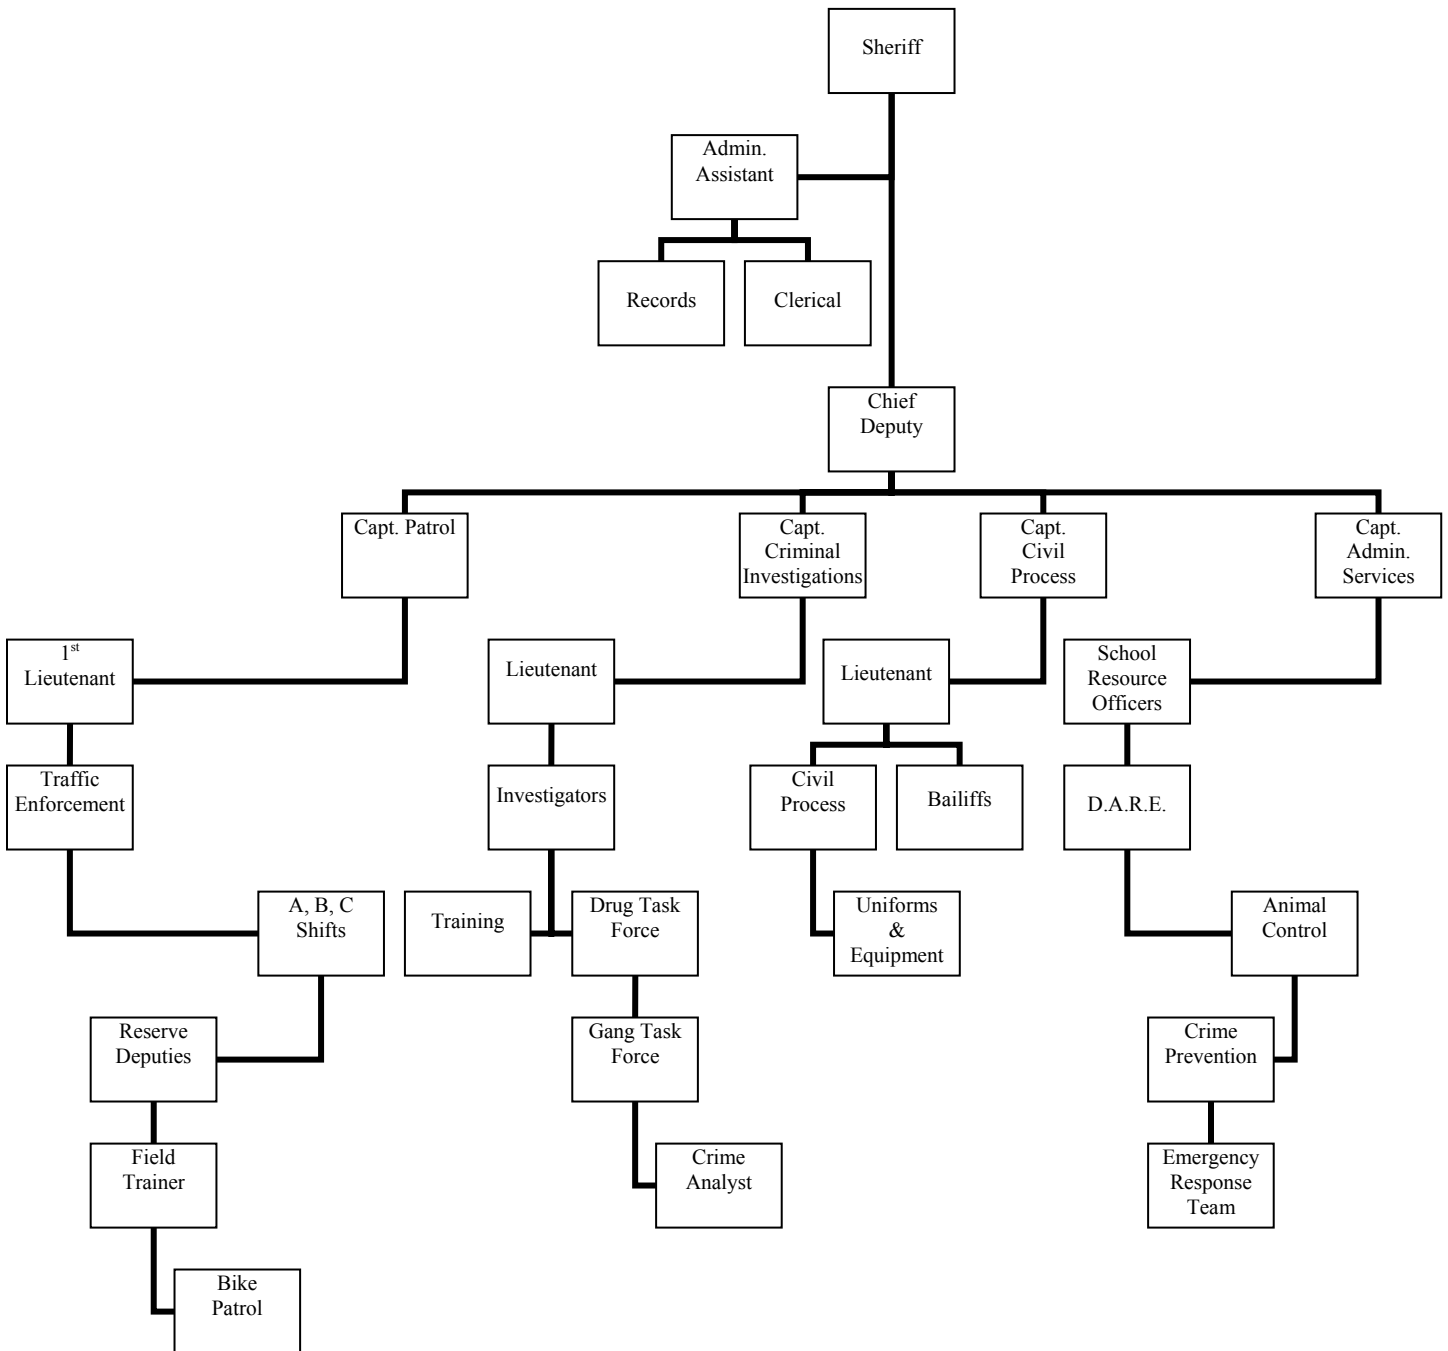 Sheriff
Admin.
Assistant
Records
Clerical
Chief
Deputy
Capt. Patrol
Capt.
Criminal
Investigations
Capt.
Civil
Process
Capt.
Admin.
Services
1st
Lieutenant
Lieutenant
Lieutenant
School
Resource
Officers
Traffic
Enforcement
Investigators
Civil
Process
Bailiffs
D.A.R.E.
A, B, C
Shifts
Training
Drug Task
Force
Uniforms
&
Equipment
Animal
Control
Reserve
Deputies
Gang Task
Force
Crime
Prevention
Field
Trainer
Crime
Analyst
Emergency
Response
Team
Bike
Patrol